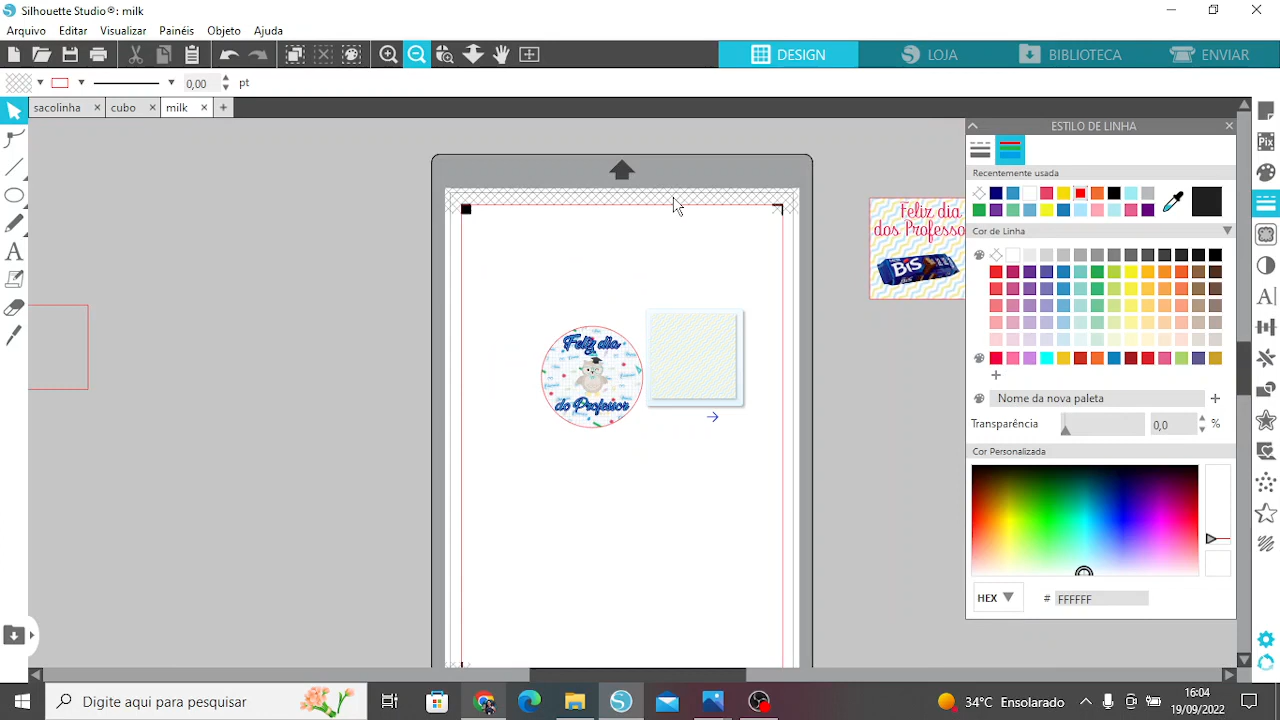 Silhouette Studio®: milk
Arquivo Editar Visualizar Painéis Objeto Ajuda
DESIGN LOJA BIBLIOTECA ENVIAR
0,00 pt
sacolinha cubo milk
ESTILO DE LINHA
Recentemente usada
Pix
Feliz dia
dos Professor
BiS
Bis
Cor de Linha
Feliz dia
do Professor
Nome da nova paleta
Transparência 0,0 %
Cor Personalizada
HEX # FFFFFF
Digite aqui para pesquisar
34°C Ensolarado
16:04
19/09/2022